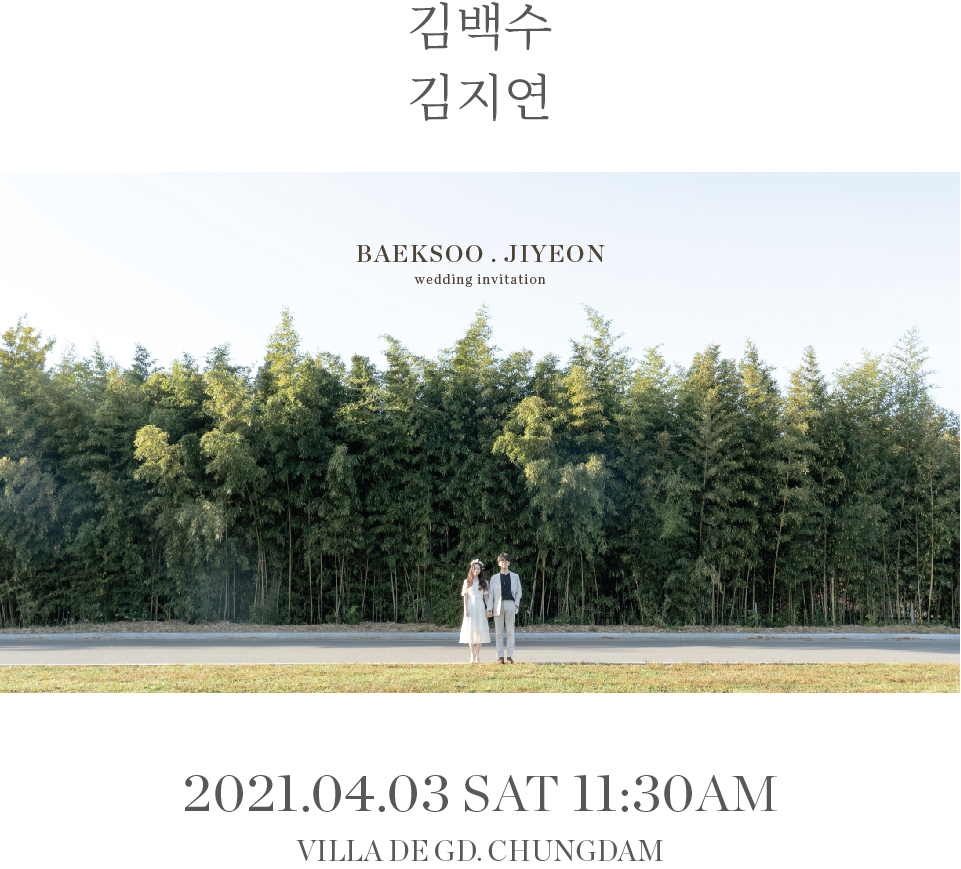 김백수
김지연
BAEKSOO . JIYEON
wedding invitation
2021.04.03 SAT 11:30AM
VILLA DE GD. CHUNGDAM